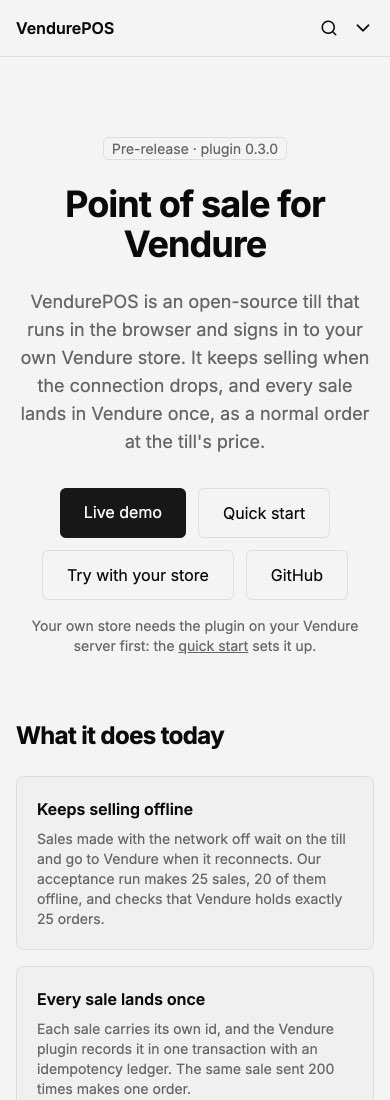 VendurePOS
Pre-release · plugin 0.3.0
Point of sale for
Vendure
VendurePOS is an open-source till that
runs in the browser and signs in to your
own Vendure store. It keeps selling when
the connection drops, and every sale
lands in Vendure once, as a normal order
at the till's price.
Live demo
Quick start
Try with your store
GitHub
Your own store needs the plugin on your Vendure
server first: the quick start sets it up.
What it does today
Keeps selling offline
Sales made with the network off wait on the till
and go to Vendure when it reconnects. Our
acceptance run makes 25 sales, 20 of them
offline, and checks that Vendure holds exactly
25 orders.
Every sale lands once
Each sale carries its own id, and the Vendure
plugin records it in one transaction with an
idempotency ledger. The same sale sent 200
times makes one order.